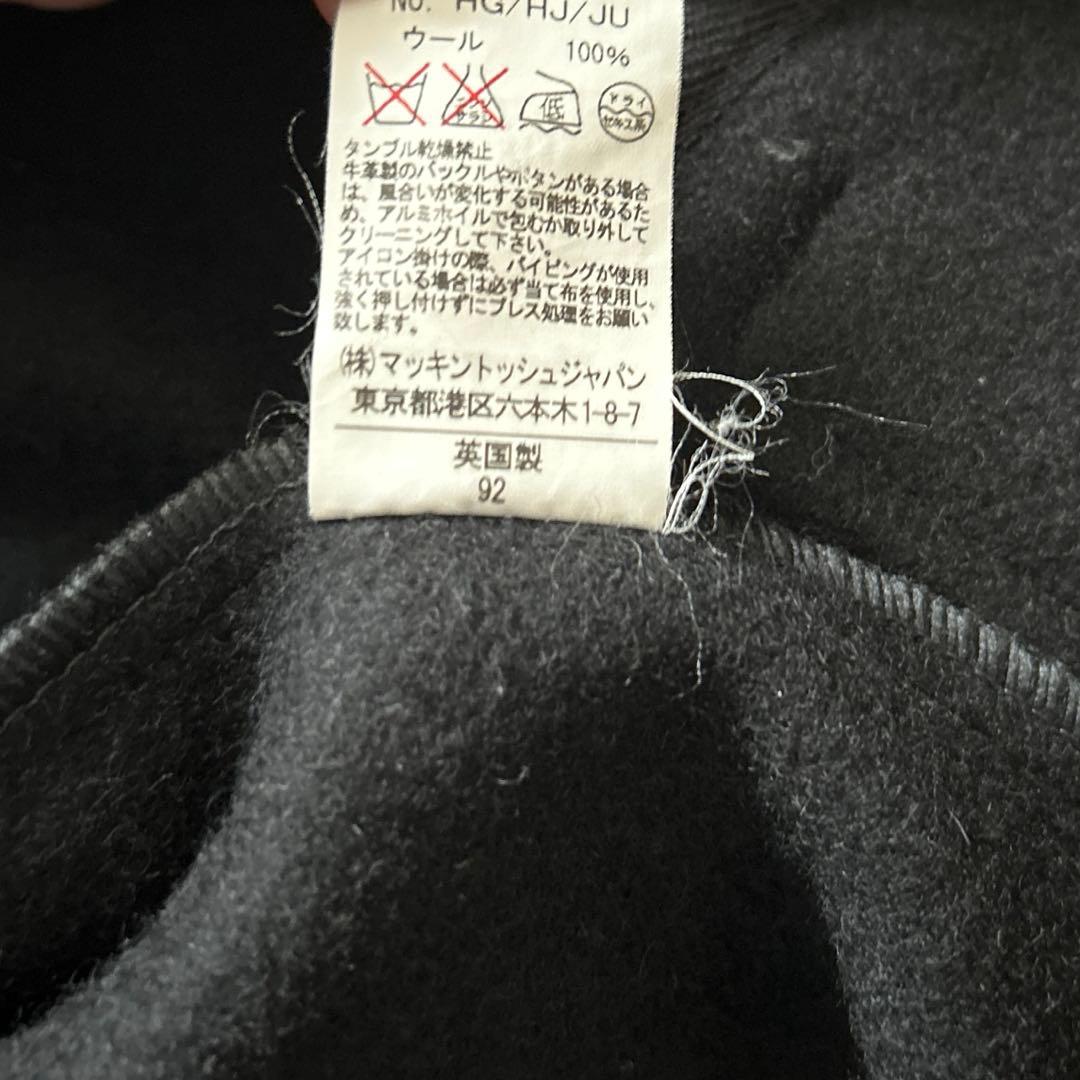 No. HG/HJ/JU
ウール 100%
エンソ サラシ 低 ドライ セキユ系
タンブル乾燥禁止
牛革製のバックルやボタンがある場合
は、風合いが変化する可能性があるた
め、アルミホイルで包むか取り外して
クリーニングして下さい。
アイコン掛けの際、パイピングが使用
されている場合は必ず当て布を使用し、
強く押し付けずにプレス処理をお願い
致します。
(株)マッキントッシュジャパン
東京都港区六本木1-8-7
英国製
92